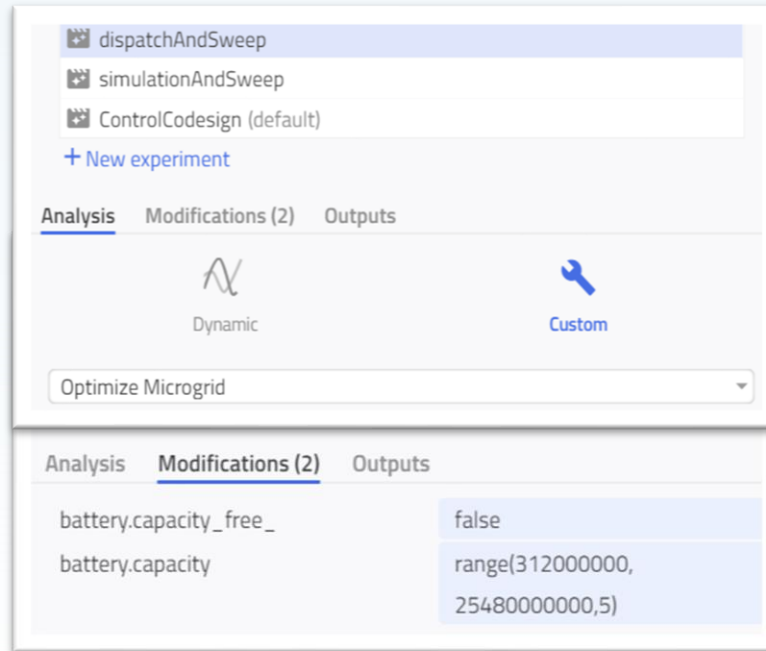 dispatchAndSweep
simulationAndSweep
ControlCodesign (default)
+ New experiment
Analysis Modifications (2) Outputs
Dynamic Custom
Optimize Microgrid
Analysis Modifications (2) Outputs
battery.capacity_free_ false
battery.capacity range(312000000,
25480000000,5)